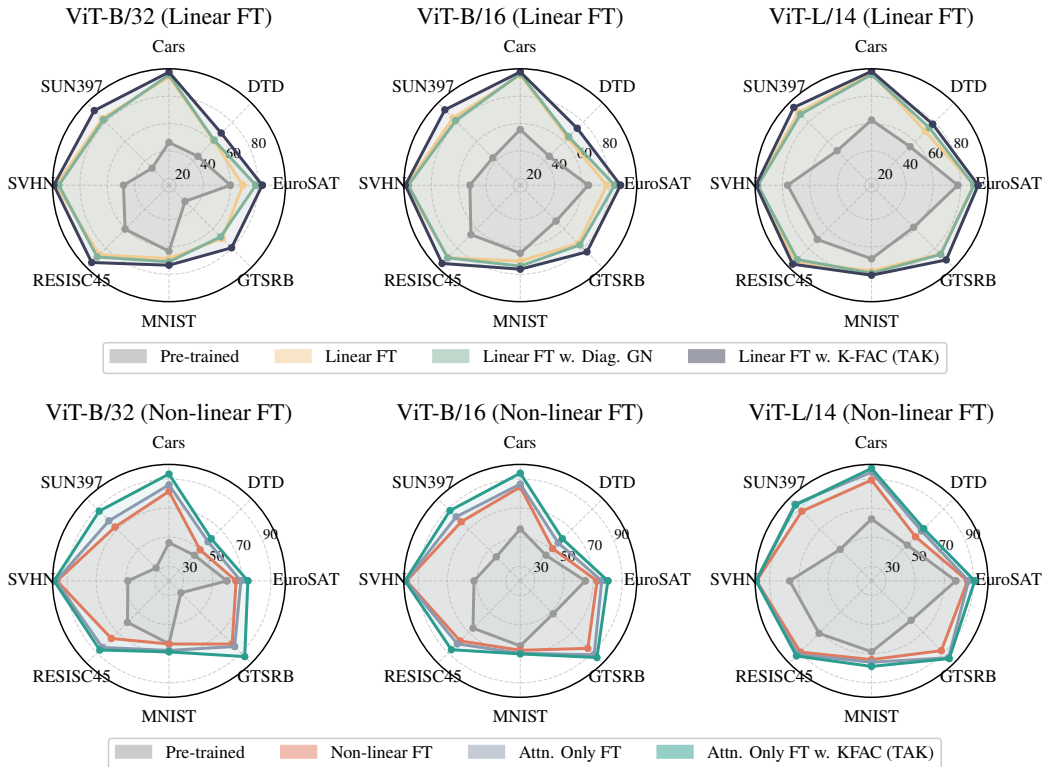 ViT-B/32 (Linear FT)
Cars
SUN397
DTD
SVHN
EuroSAT
RESISC45
GTSRB
MNIST
20
40
60
80
ViT-B/16 (Linear FT)
Cars
SUN397
DTD
SVHN
EuroSAT
RESISC45
GTSRB
MNIST
20
40
60
80
ViT-L/14 (Linear FT)
Cars
SUN397
DTD
SVHN
EuroSAT
RESISC45
GTSRB
MNIST
20
40
60
80
Pre-trained
Linear FT
Linear FT w. Diag. GN
Linear FT w. K-FAC (TAK)
ViT-B/32 (Non-linear FT)
Cars
SUN397
DTD
SVHN
EuroSAT
RESISC45
GTSRB
MNIST
30
50
70
90
ViT-B/16 (Non-linear FT)
Cars
SUN397
DTD
SVHN
EuroSAT
RESISC45
GTSRB
MNIST
30
50
70
90
ViT-L/14 (Non-linear FT)
Cars
SUN397
DTD
SVHN
EuroSAT
RESISC45
GTSRB
MNIST
30
50
70
90
Pre-trained
Non-linear FT
Attn. Only FT
Attn. Only FT w. KFAC (TAK)